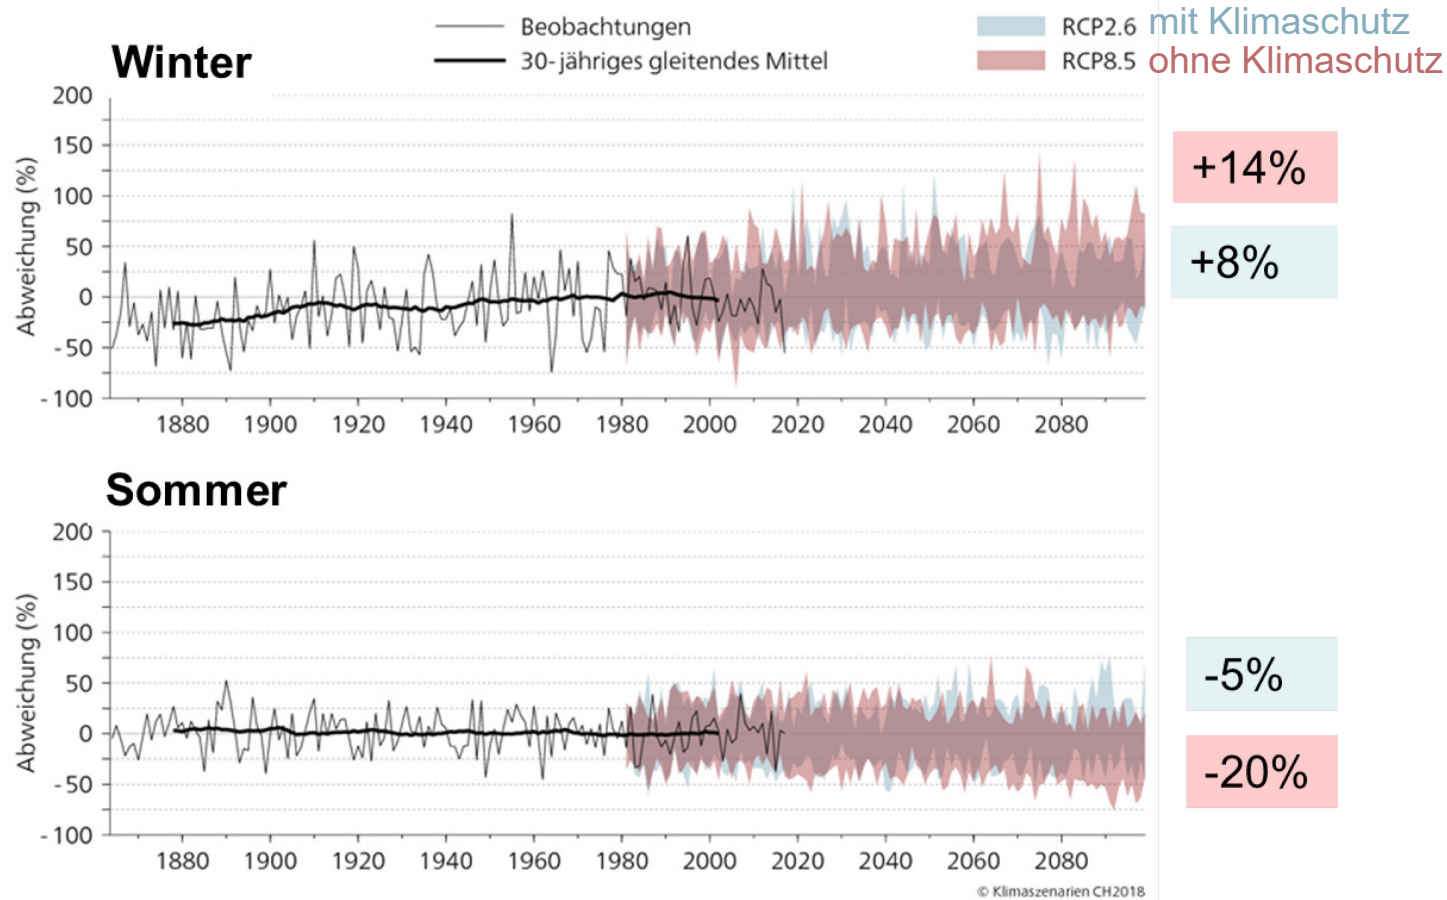 Beobachtungen
30-jähriges gleitendes Mittel
RCP2.6 mit Klimaschutz
RCP8.5 ohne Klimaschutz
Winter
Abweichung (%)
200
150
100
50
0
-50
-100
1880 1900 1920 1940 1960 1980 2000 2020 2040 2060 2080
+14%
+8%
Sommer
Abweichung (%)
200
150
100
50
0
-50
-100
1880 1900 1920 1940 1960 1980 2000 2020 2040 2060 2080
-5%
-20%
© Klimaszenarien CH2018